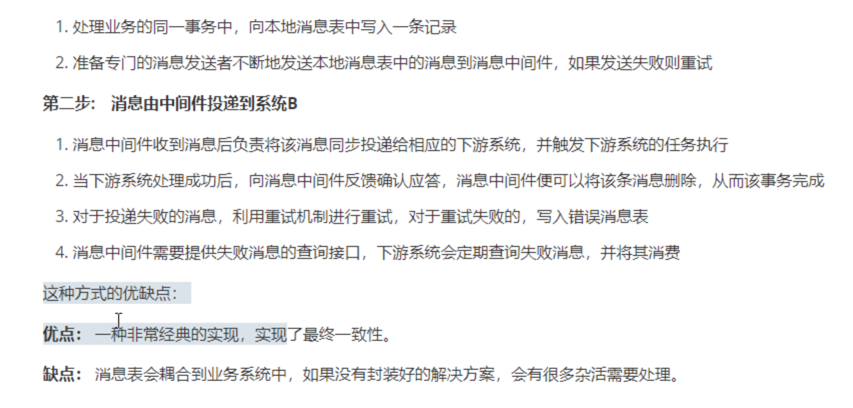 1. 处理业务的同一事务中，向本地消息表中写入一条记录
2. 准备专门的消息发送者不断地发送本地消息表中的消息到消息中间件，如果发送失败则重试
第二步： 消息由中间件投递到系统B
1. 消息中间件收到消息后负责将该消息同步投递给相应的下游系统，并触发下游系统的任务执行
2. 当下游系统处理成功后，向消息中间件反馈确认应答，消息中间件便可以将该条消息删除，从而该事务完成
3. 对于投递失败的消息，利用重试机制进行重试，对于重试失败的，写入错误消息表
4. 消息中间件需要提供失败消息的查询接口，下游系统会定期查询失败消息，并将其消费
这种方式的优缺点：
优点： 一种非常经典的实现，实现了最终一致性。
缺点： 消息表会耦合到业务系统中，如果没有封装好的解决方案，会有很多杂活需要处理。